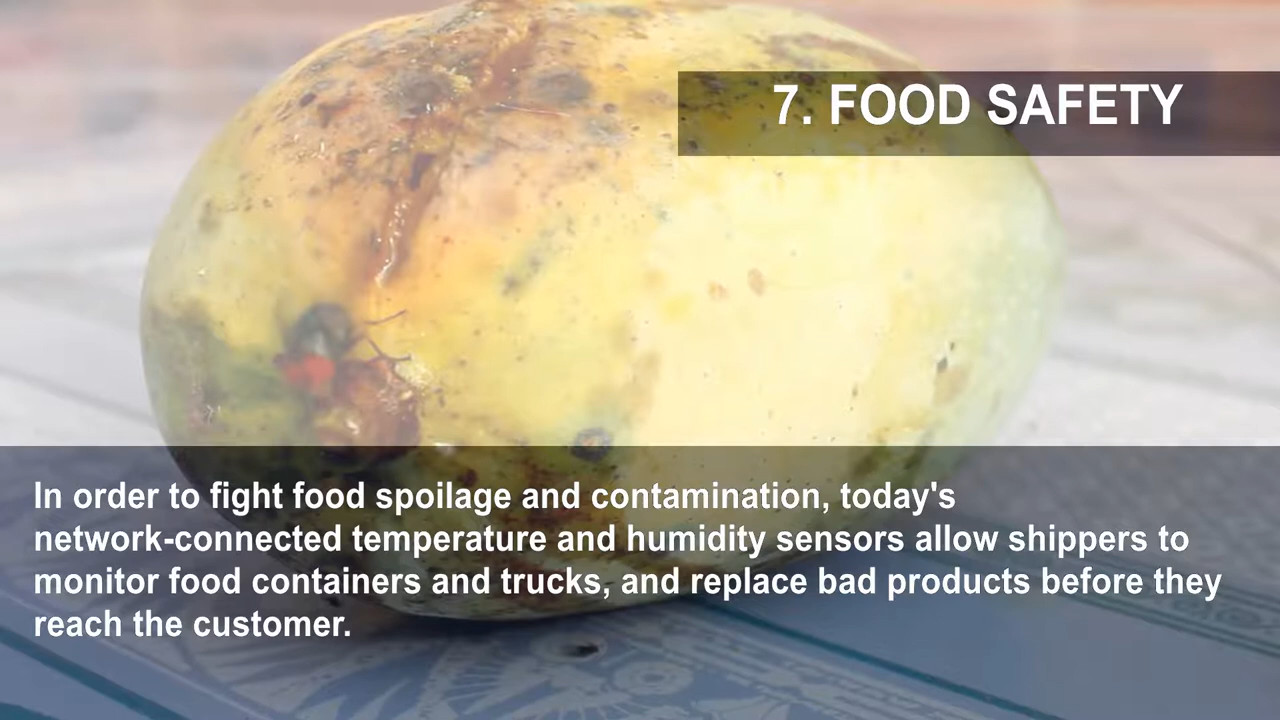 7. FOOD SAFETY
In order to fight food spoilage and contamination, today's
network-connected temperature and humidity sensors allow shippers to
monitor food containers and trucks, and replace bad products before they
reach the customer.